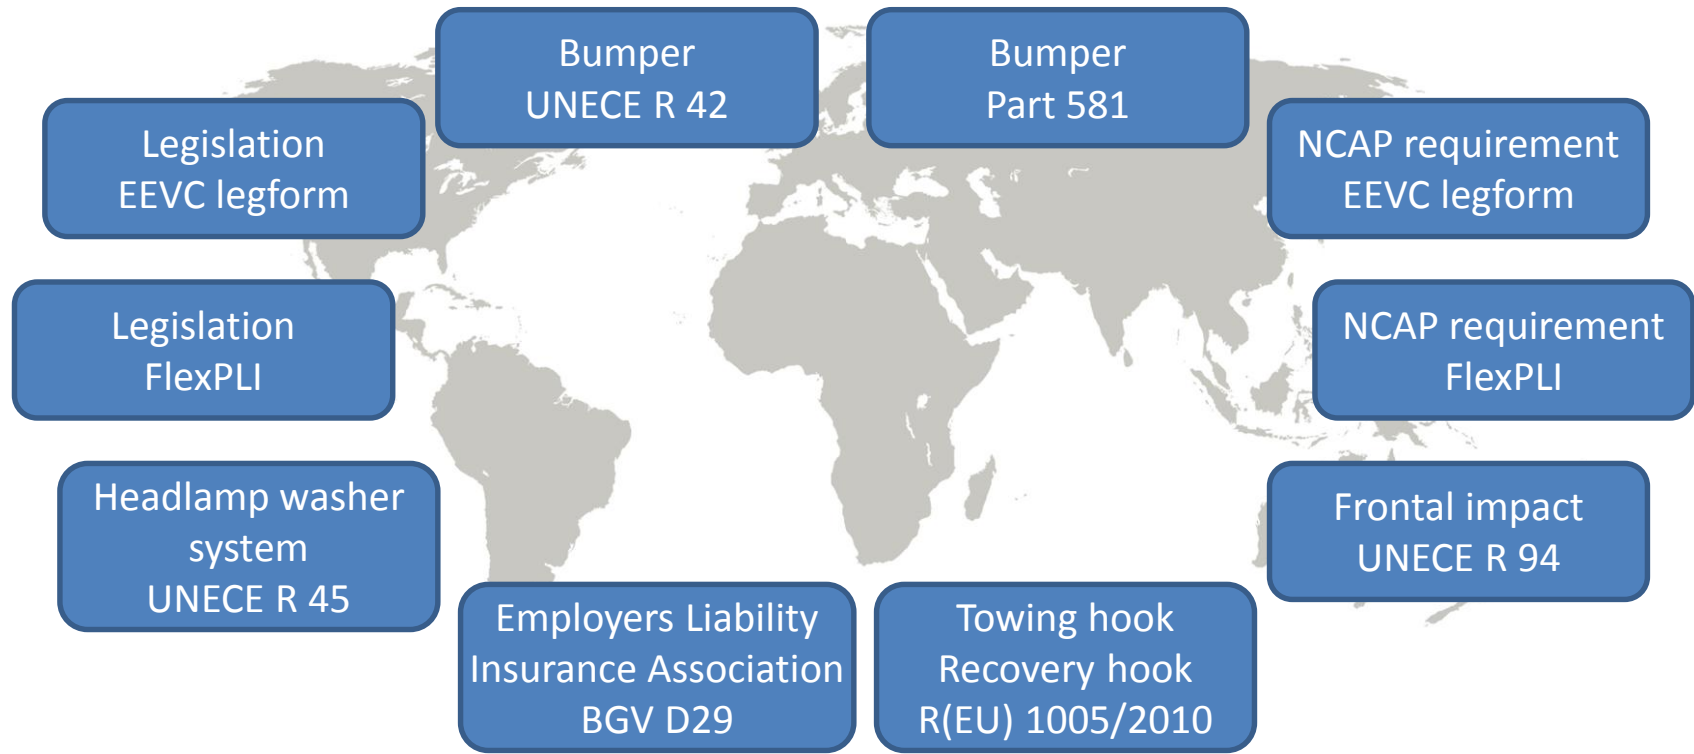 Bumper
UNECE R 42
Bumper
Part 581
Legislation
EEVC legform
NCAP requirement
EEVC legform
Legislation
FlexPLI
NCAP requirement
FlexPLI
Headlamp washer
system
UNECE R 45
Frontal impact
UNECE R 94
Employers Liability
Insurance Association
BGV D29
Towing hook
Recovery hook
R(EU) 1005/2010